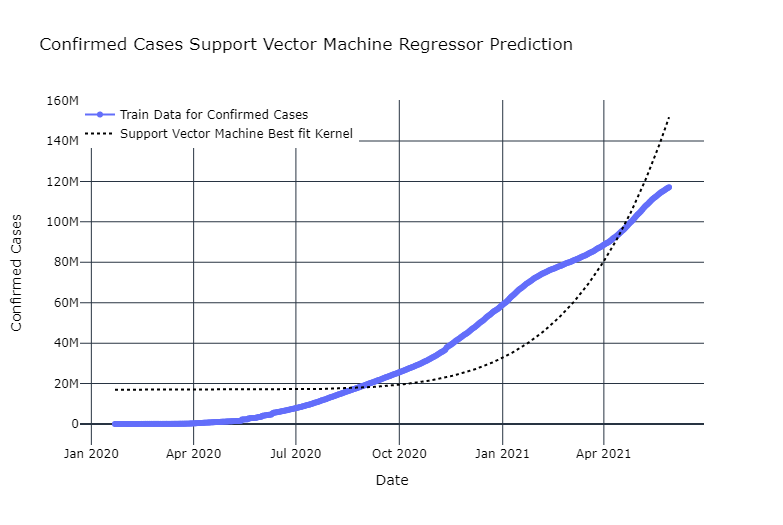 Confirmed Cases Support Vector Machine Regressor Prediction
160M
Train Data for Confirmed Cases
Support Vector Machine Best fit Kernel
140M
120M
100M
80M
60M
40M
20M
0
Confirmed Cases
Jan 2020 Apr 2020 Jul 2020 Oct 2020 Jan 2021 Apr 2021
Date